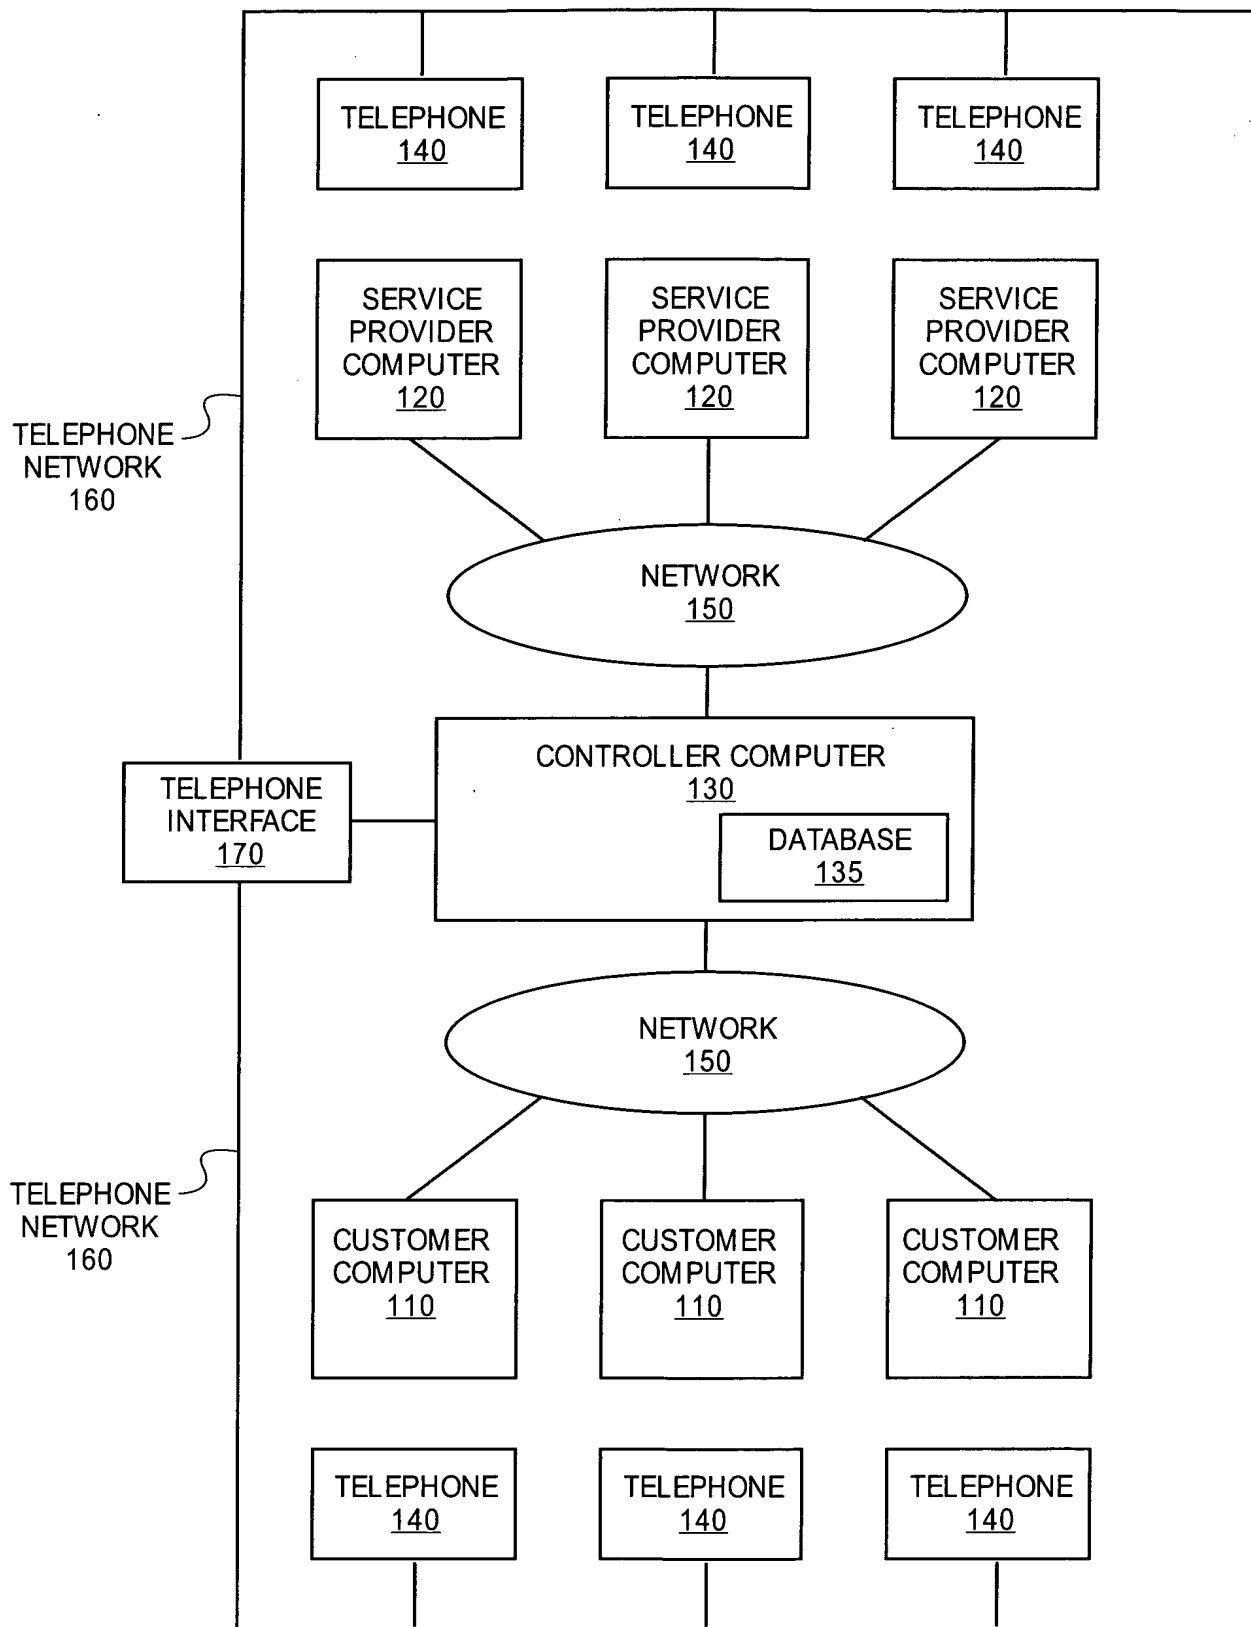 TELEPHONE
140
TELEPHONE
140
TELEPHONE
140
SERVICE
PROVIDER
COMPUTER
120
SERVICE
PROVIDER
COMPUTER
120
SERVICE
PROVIDER
COMPUTER
120
TELEPHONE
NETWORK
160
NETWORK
150
CONTROLLER COMPUTER
130
DATABASE
135
TELEPHONE
INTERFACE
170
NETWORK
150
TELEPHONE
NETWORK
160
CUSTOMER
COMPUTER
110
CUSTOMER
COMPUTER
110
CUSTOMER
COMPUTER
110
TELEPHONE
140
TELEPHONE
140
TELEPHONE
140